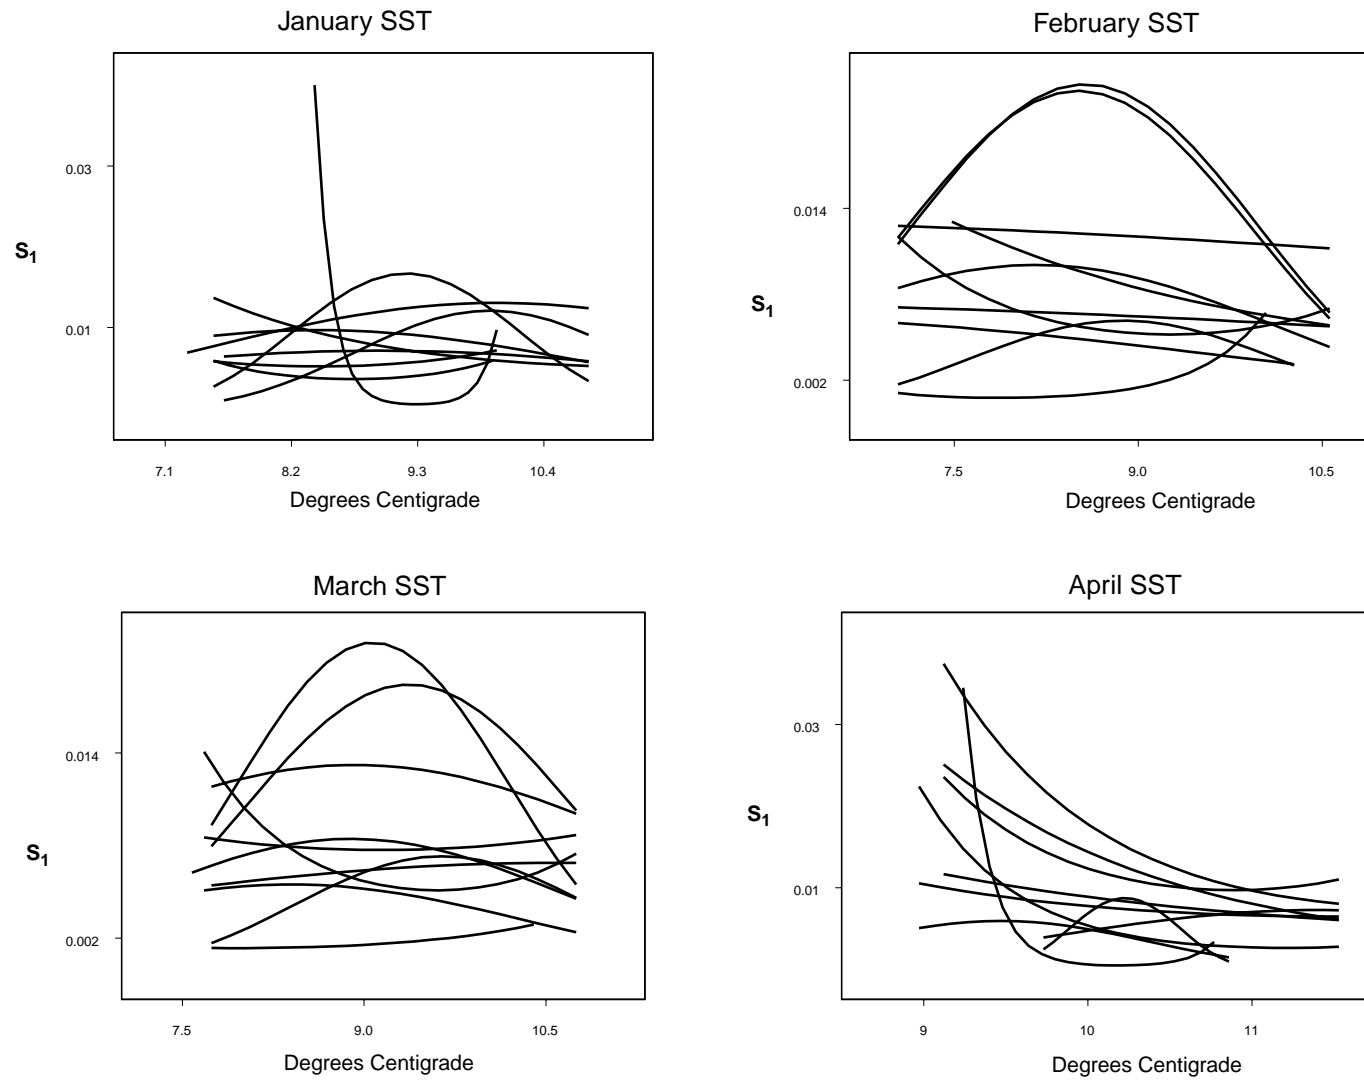 January SST
0.03
S1
0.01
7.1 8.2 9.3 10.4
Degrees Centigrade
February SST
0.014
S1
0.002
7.5 9.0 10.5
Degrees Centigrade
March SST
0.014
S1
0.002
7.5 9.0 10.5
Degrees Centigrade
April SST
0.03
S1
0.01
9 10 11
Degrees Centigrade